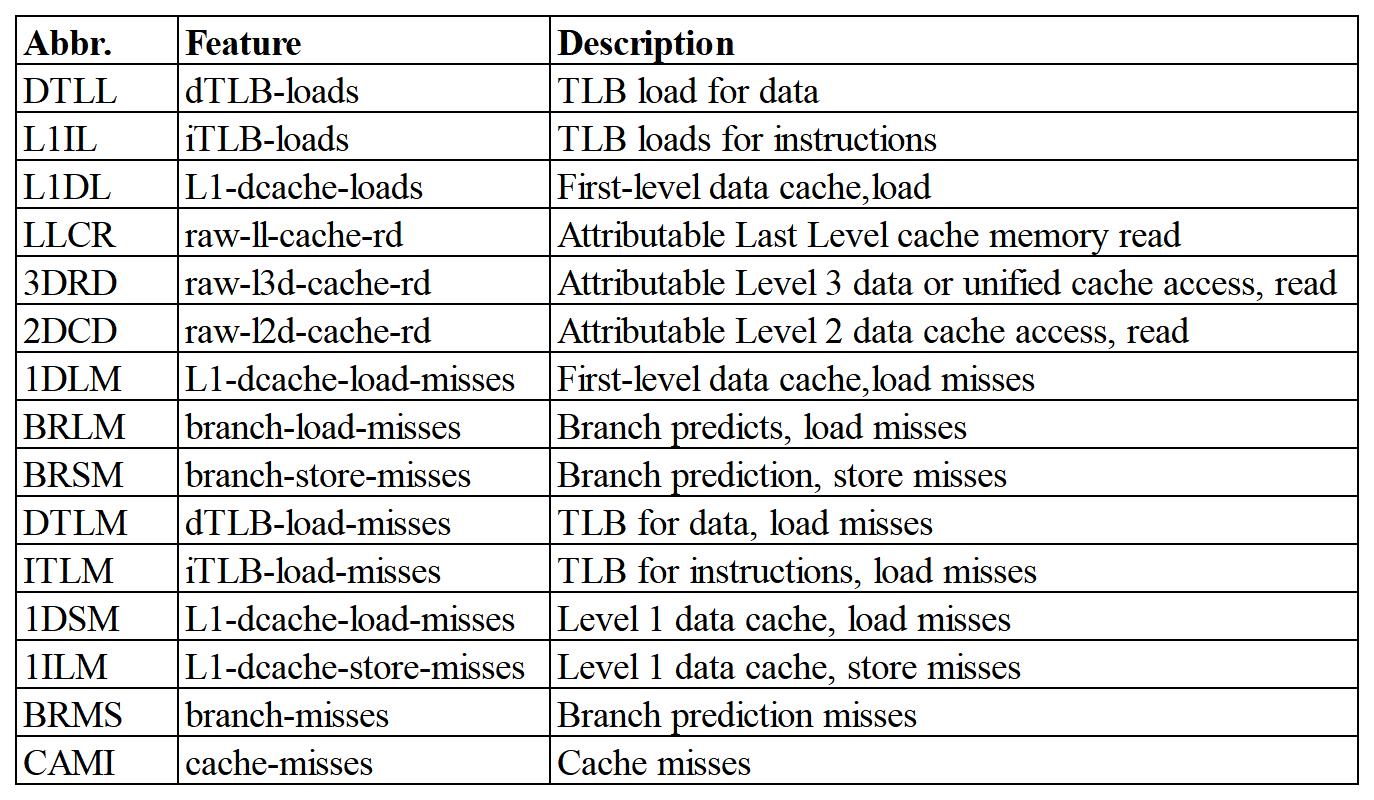 Abbr. Feature Description
DTLL dTLB-loads TLB load for data
L1IL iTLB-loads TLB loads for instructions
L1DL L1-dcache-loads First-level data cache,load
LLCR raw-ll-cache-rd Attributable Last Level cache memory read
3DRD raw-l3d-cache-rd Attributable Level 3 data or unified cache access, read
2DCD raw-l2d-cache-rd Attributable Level 2 data cache access, read
1DLM L1-dcache-load-misses First-level data cache,load misses
BRLM branch-load-misses Branch predicts, load misses
BRSM branch-store-misses Branch prediction, store misses
DTLM dTLB-load-misses TLB for data, load misses
ITLM iTLB-load-misses TLB for instructions, load misses
1DSM L1-dcache-load-misses Level 1 data cache, load misses
1ILM L1-dcache-store-misses Level 1 data cache, store misses
BRMS branch-misses Branch prediction misses
CAMI cache-misses Cache misses